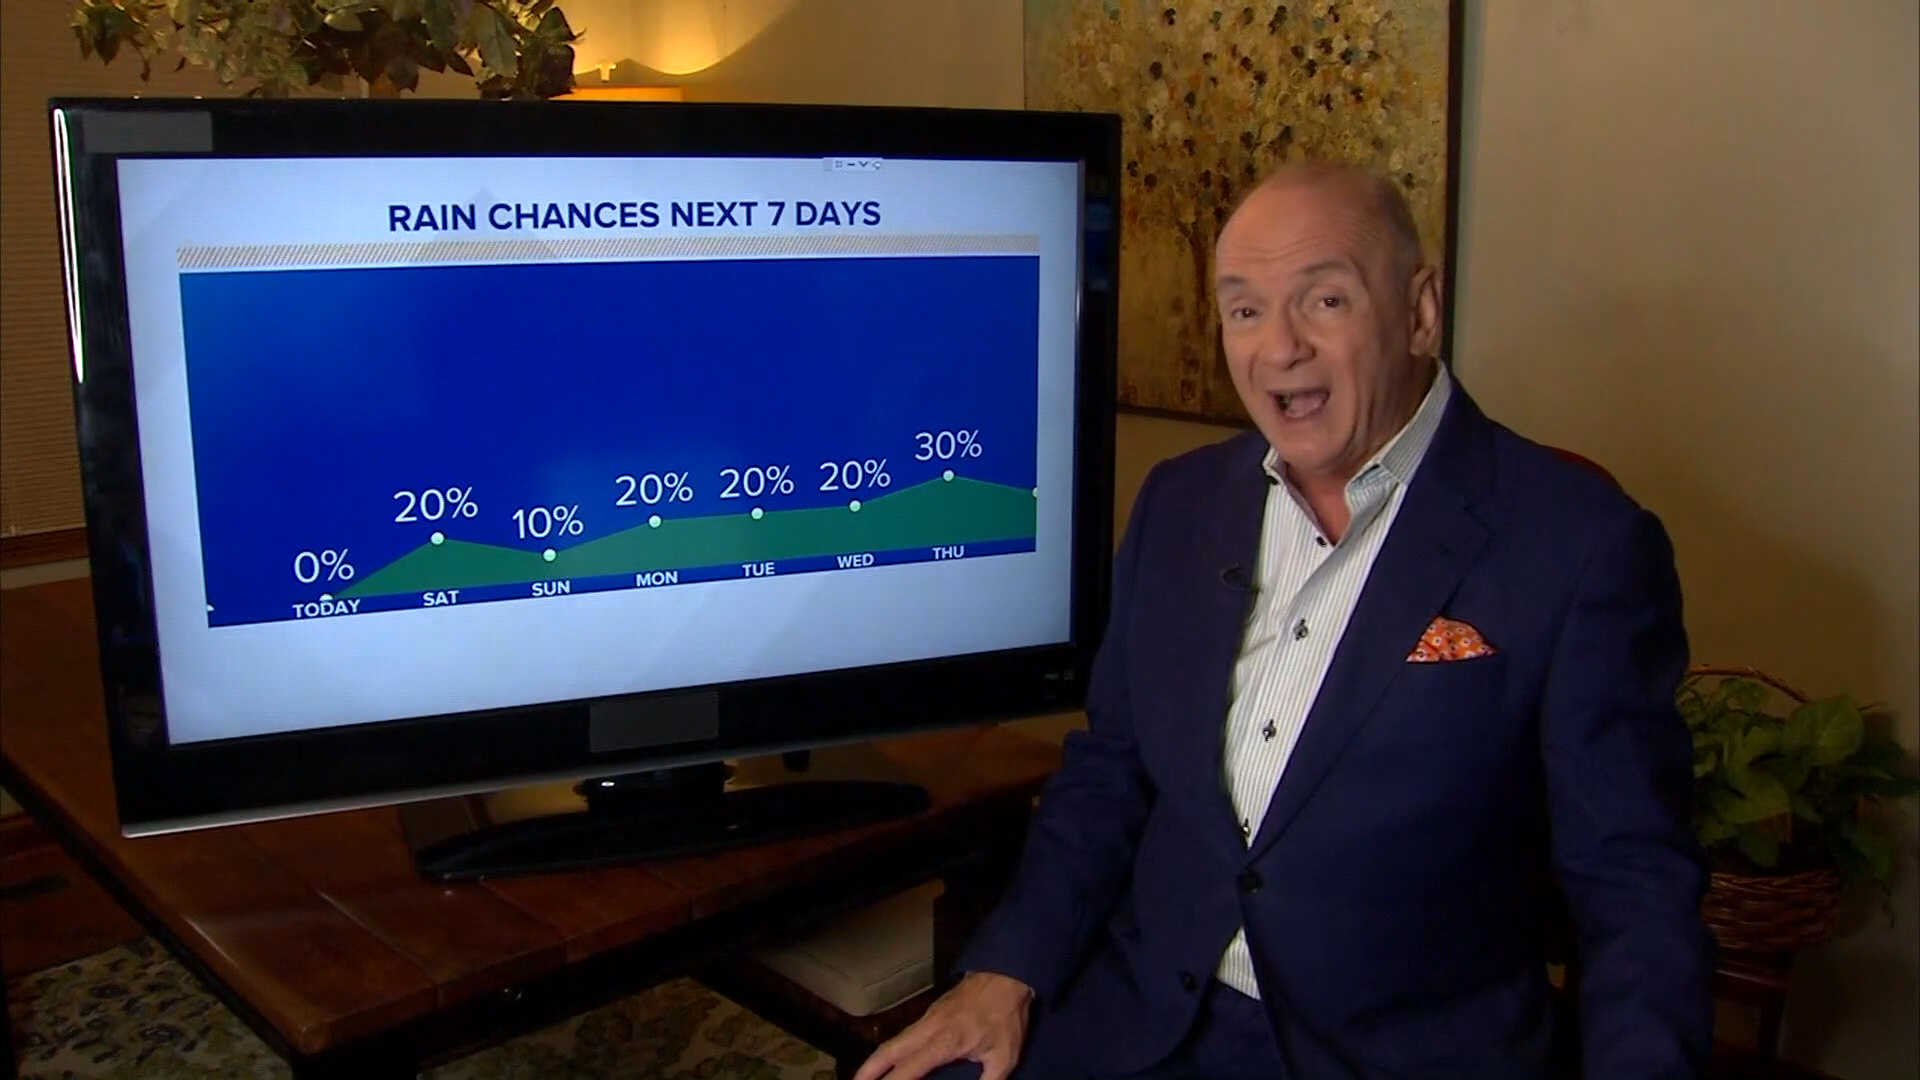 RAIN CHANCES NEXT 7 DAYS
0% 20% 10% 20% 20% 20% 30%
TODAY SAT SUN MON TUE WED THU